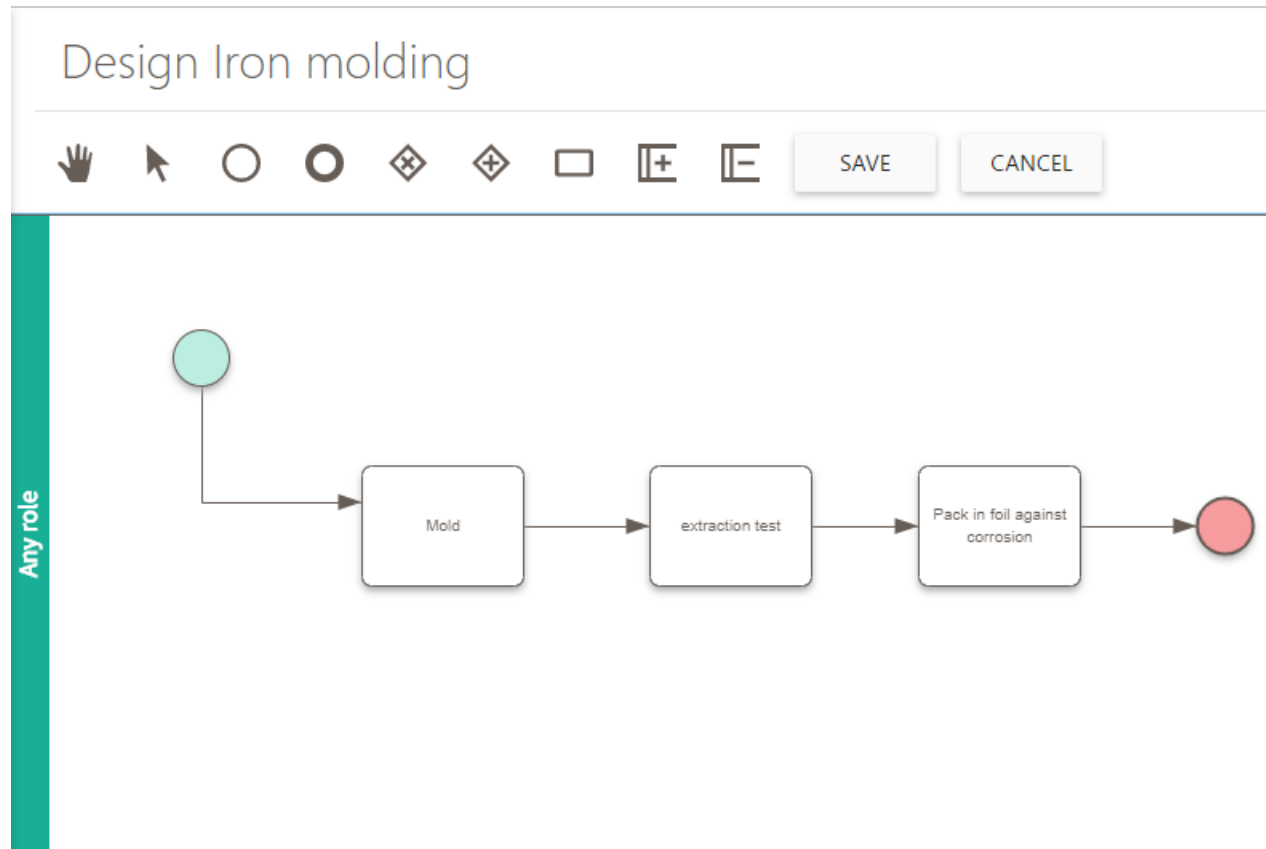 Design Iron molding
SAVE
CANCEL
Any role
Mold
extraction test
Pack in foil against
corrosion